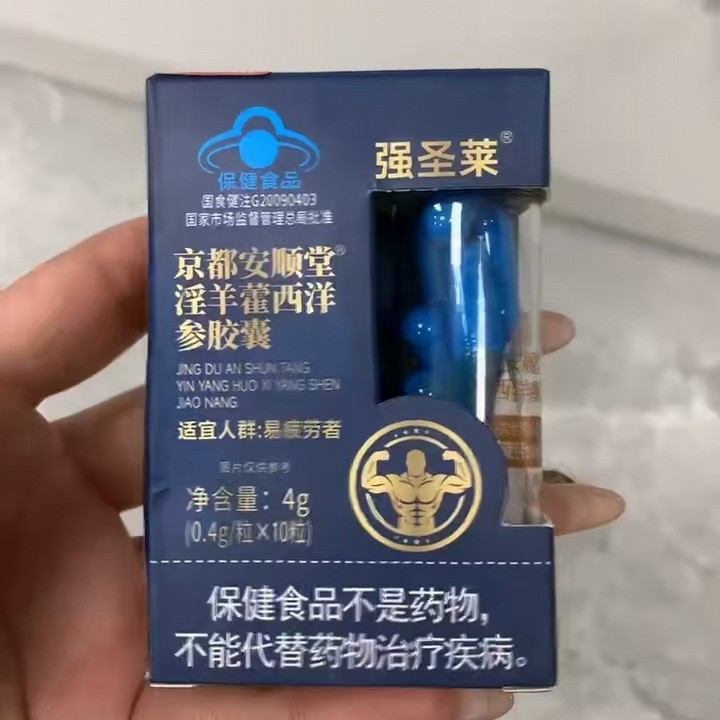 保健食品
国食健注G20090403
国家市场监督管理总局批准
强圣莱®
京都安顺堂®
淫羊藿西洋
参胶囊
JING DU AN SHUN TANG
YIN YANG HUO XI YANG SHEN
JIAO NANG
适宜人群:易疲劳者
图片仅供参考
净含量：4g
(0.4g/粒×10粒)
保健食品不是药物，
不能代替药物治疗疾病。